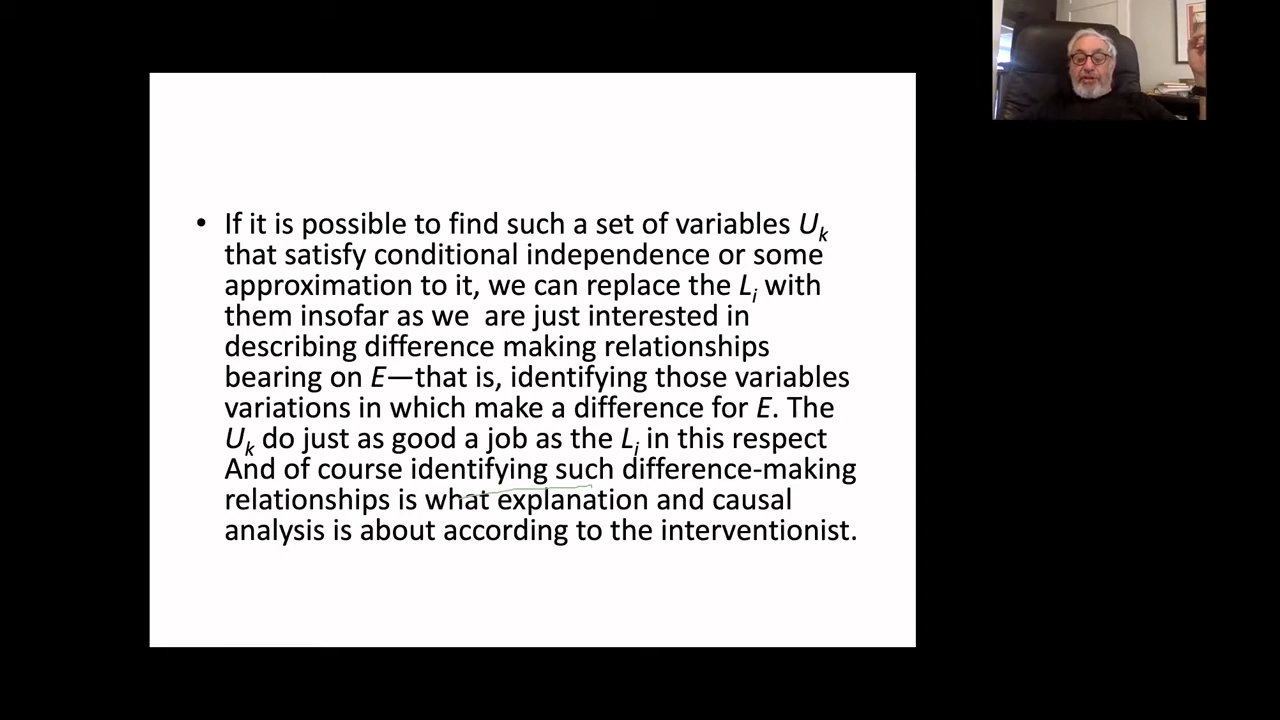 • If it is possible to find such a set of variables Uk
that satisfy conditional independence or some
approximation to it, we can replace the Li with
them insofar as we  are just interested in
describing difference making relationships
bearing on E—that is, identifying those variables
variations in which make a difference for E. The
Uk do just as good a job as the Li in this respect
And of course identifying such difference-making
relationships is what explanation and causal
analysis is about according to the interventionist.